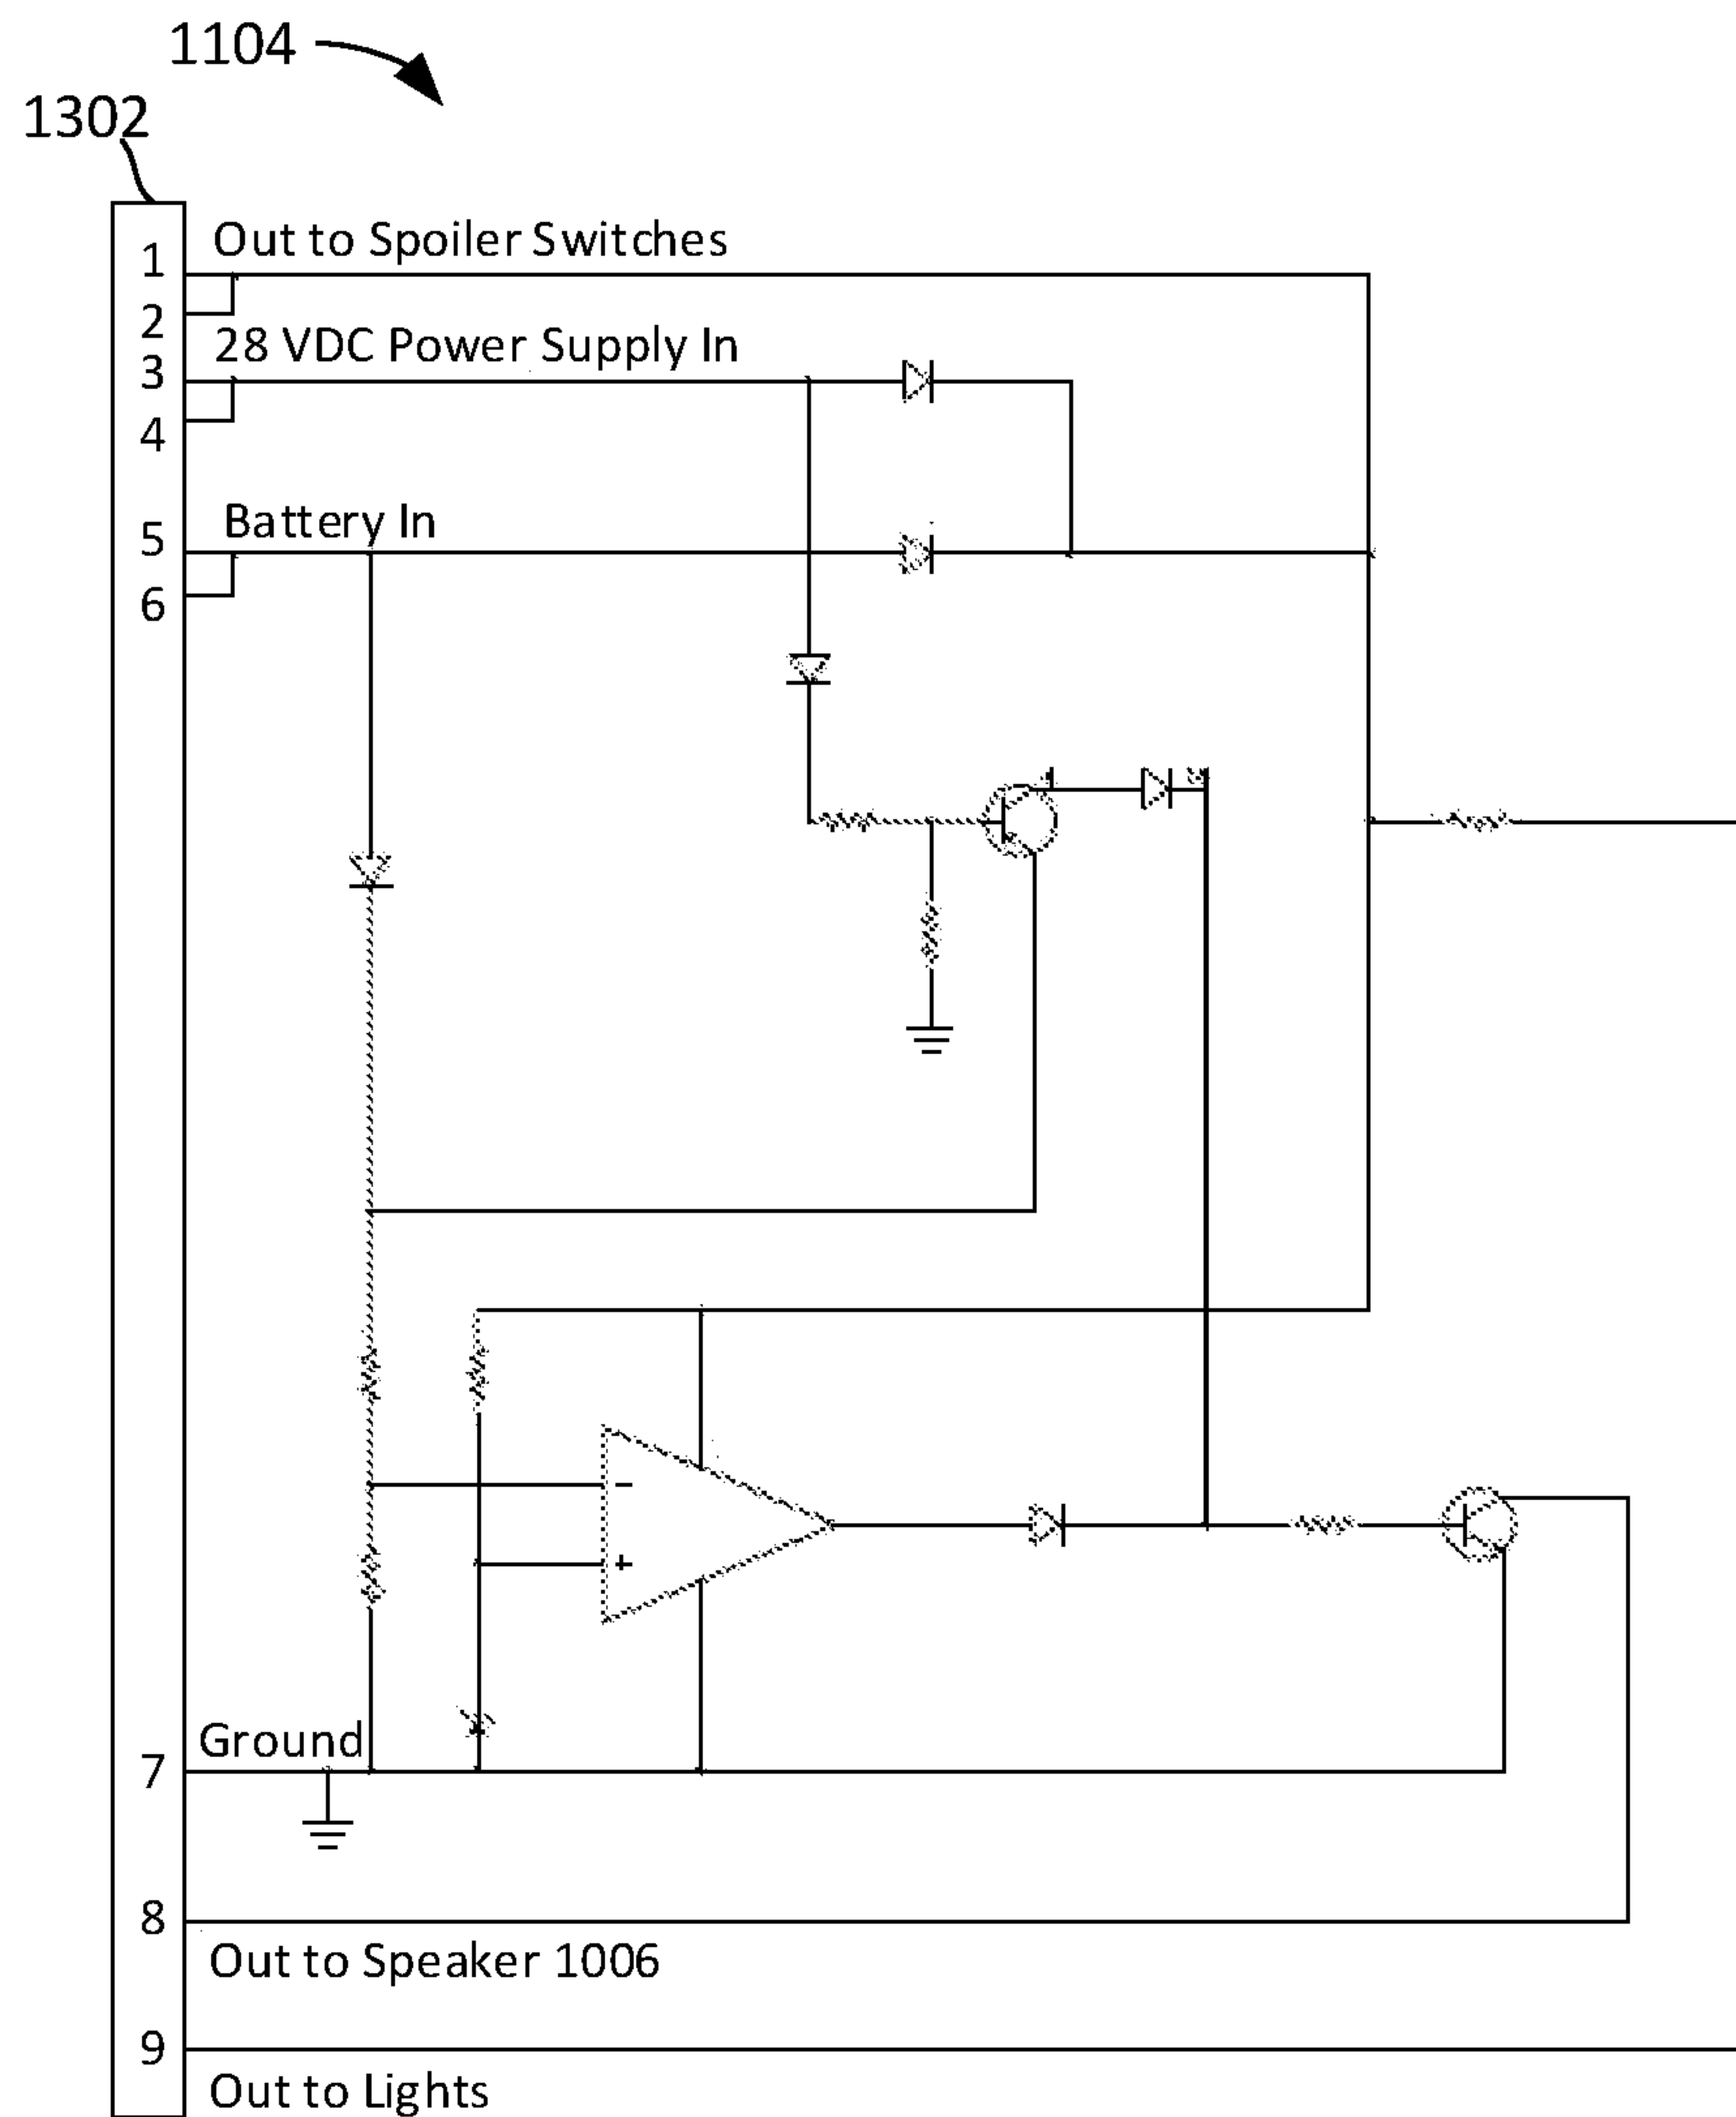 1104
1302
1 Out to Spoiler Switches
2
28 VDC Power Supply In
3
4
Battery In
5
6
-
+
Ground
7
8
Out to Speaker 1006
9
Out to Lights